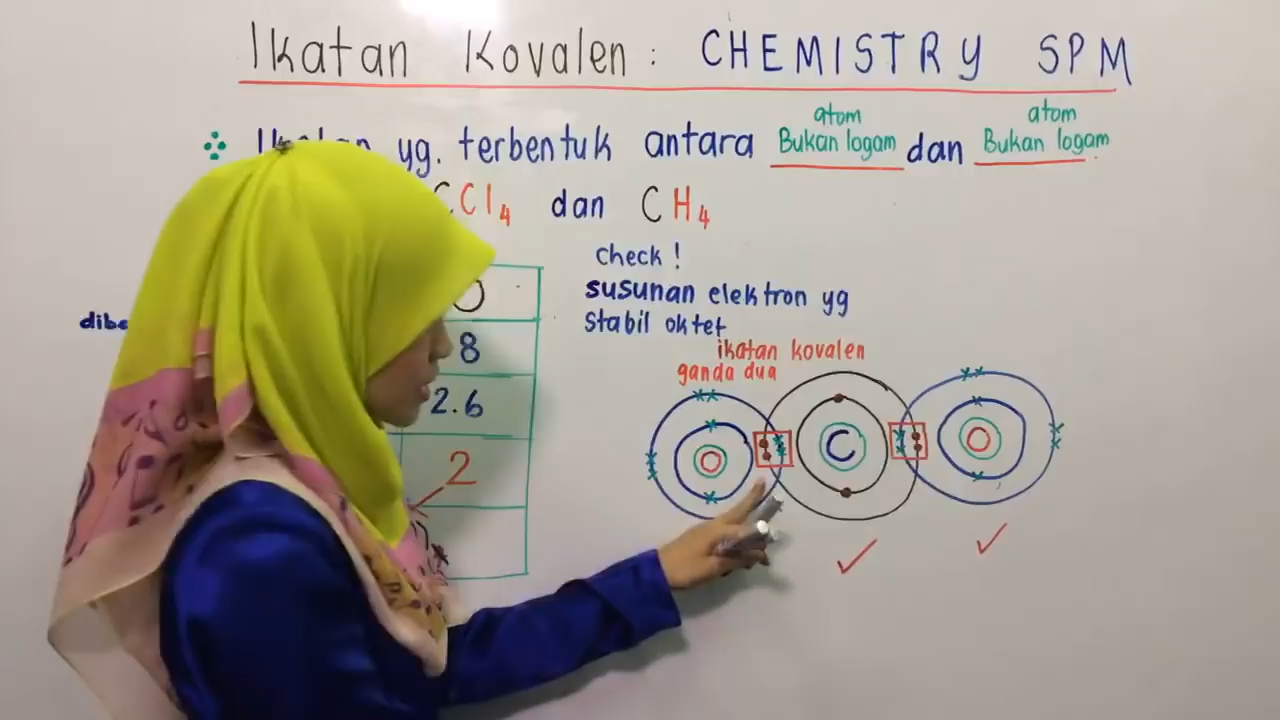 Ikatan Kovalen : CHEMISTRY SPM
atom atom
Ikatan yg. terbentuk antara Bukan logam dan Bukan logam
CCl₄ dan CH₄
Check !
susunan elektron yg
stabil oktet
ikatan kovalen
ganda dua
O
8
2.6
2
O C O